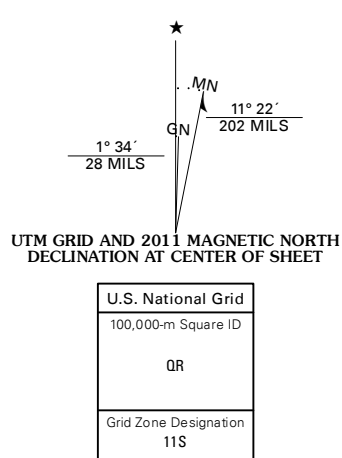 ★
MN
GN
11° 22´
202 MILS
1° 34´
28 MILS
UTM GRID AND 2011 MAGNETIC NORTH
DECLINATION AT CENTER OF SHEET
U.S. National Grid
100,000-m Square ID
QR
Grid Zone Designation
11S